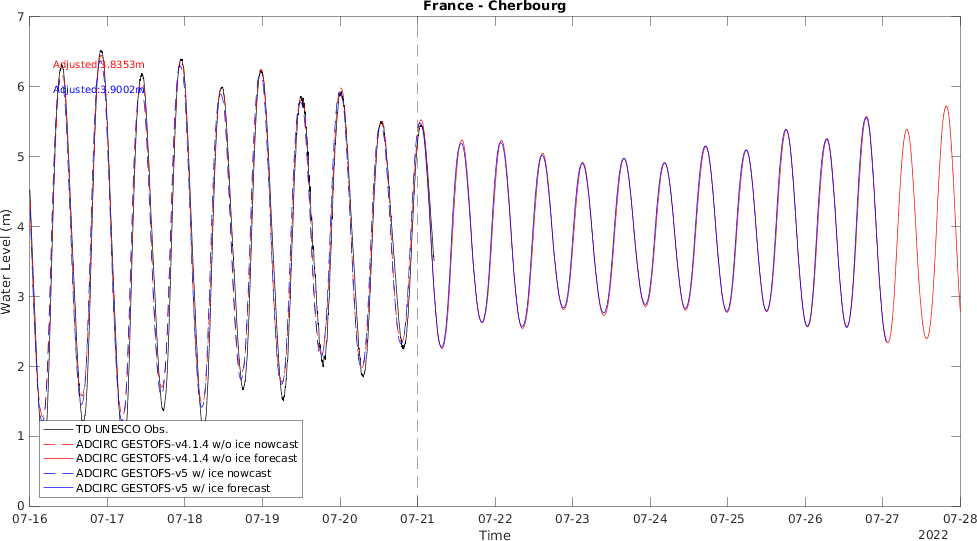 France - Cherbourg
7
6
5
4
3
2
1
0
Water Level (m)
Adjusted:3.8353m
Adjusted:3.9002m
TD UNESCO Obs.
ADCIRC GESTOFS-v4.1.4 w/o ice nowcast
ADCIRC GESTOFS-v4.1.4 w/o ice forecast
ADCIRC GESTOFS-v5 w/ ice nowcast
ADCIRC GESTOFS-v5 w/ ice forecast
07-16 07-17 07-18 07-19 07-20 07-21 07-22 07-23 07-24 07-25 07-26 07-27 07-28
Time
2022